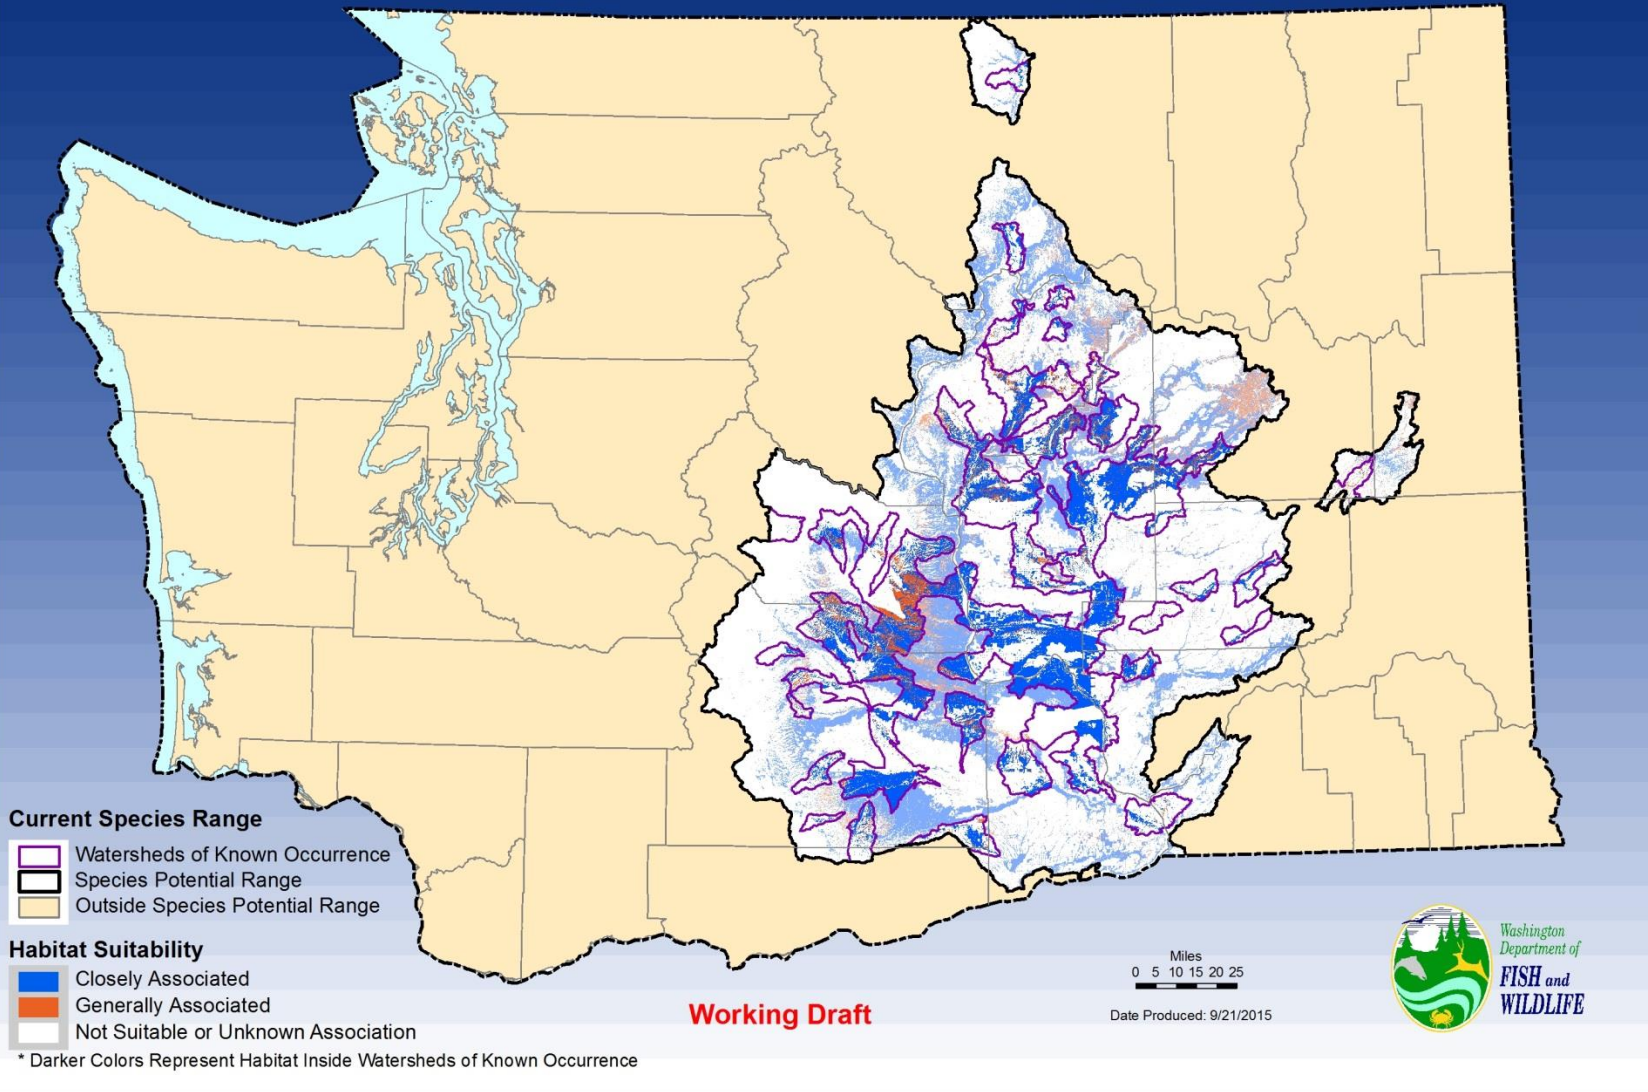 Current Species Range
Watersheds of Known Occurrence
Species Potential Range
Outside Species Potential Range
Habitat Suitability
Closely Associated
Generally Associated
Not Suitable or Unknown Association
* Darker Colors Represent Habitat Inside Watersheds of Known Occurrence
Working Draft
Miles
0 5 10 15 20 25
Date Produced: 9/21/2015
Washington
Department of
FISH and
WILDLIFE